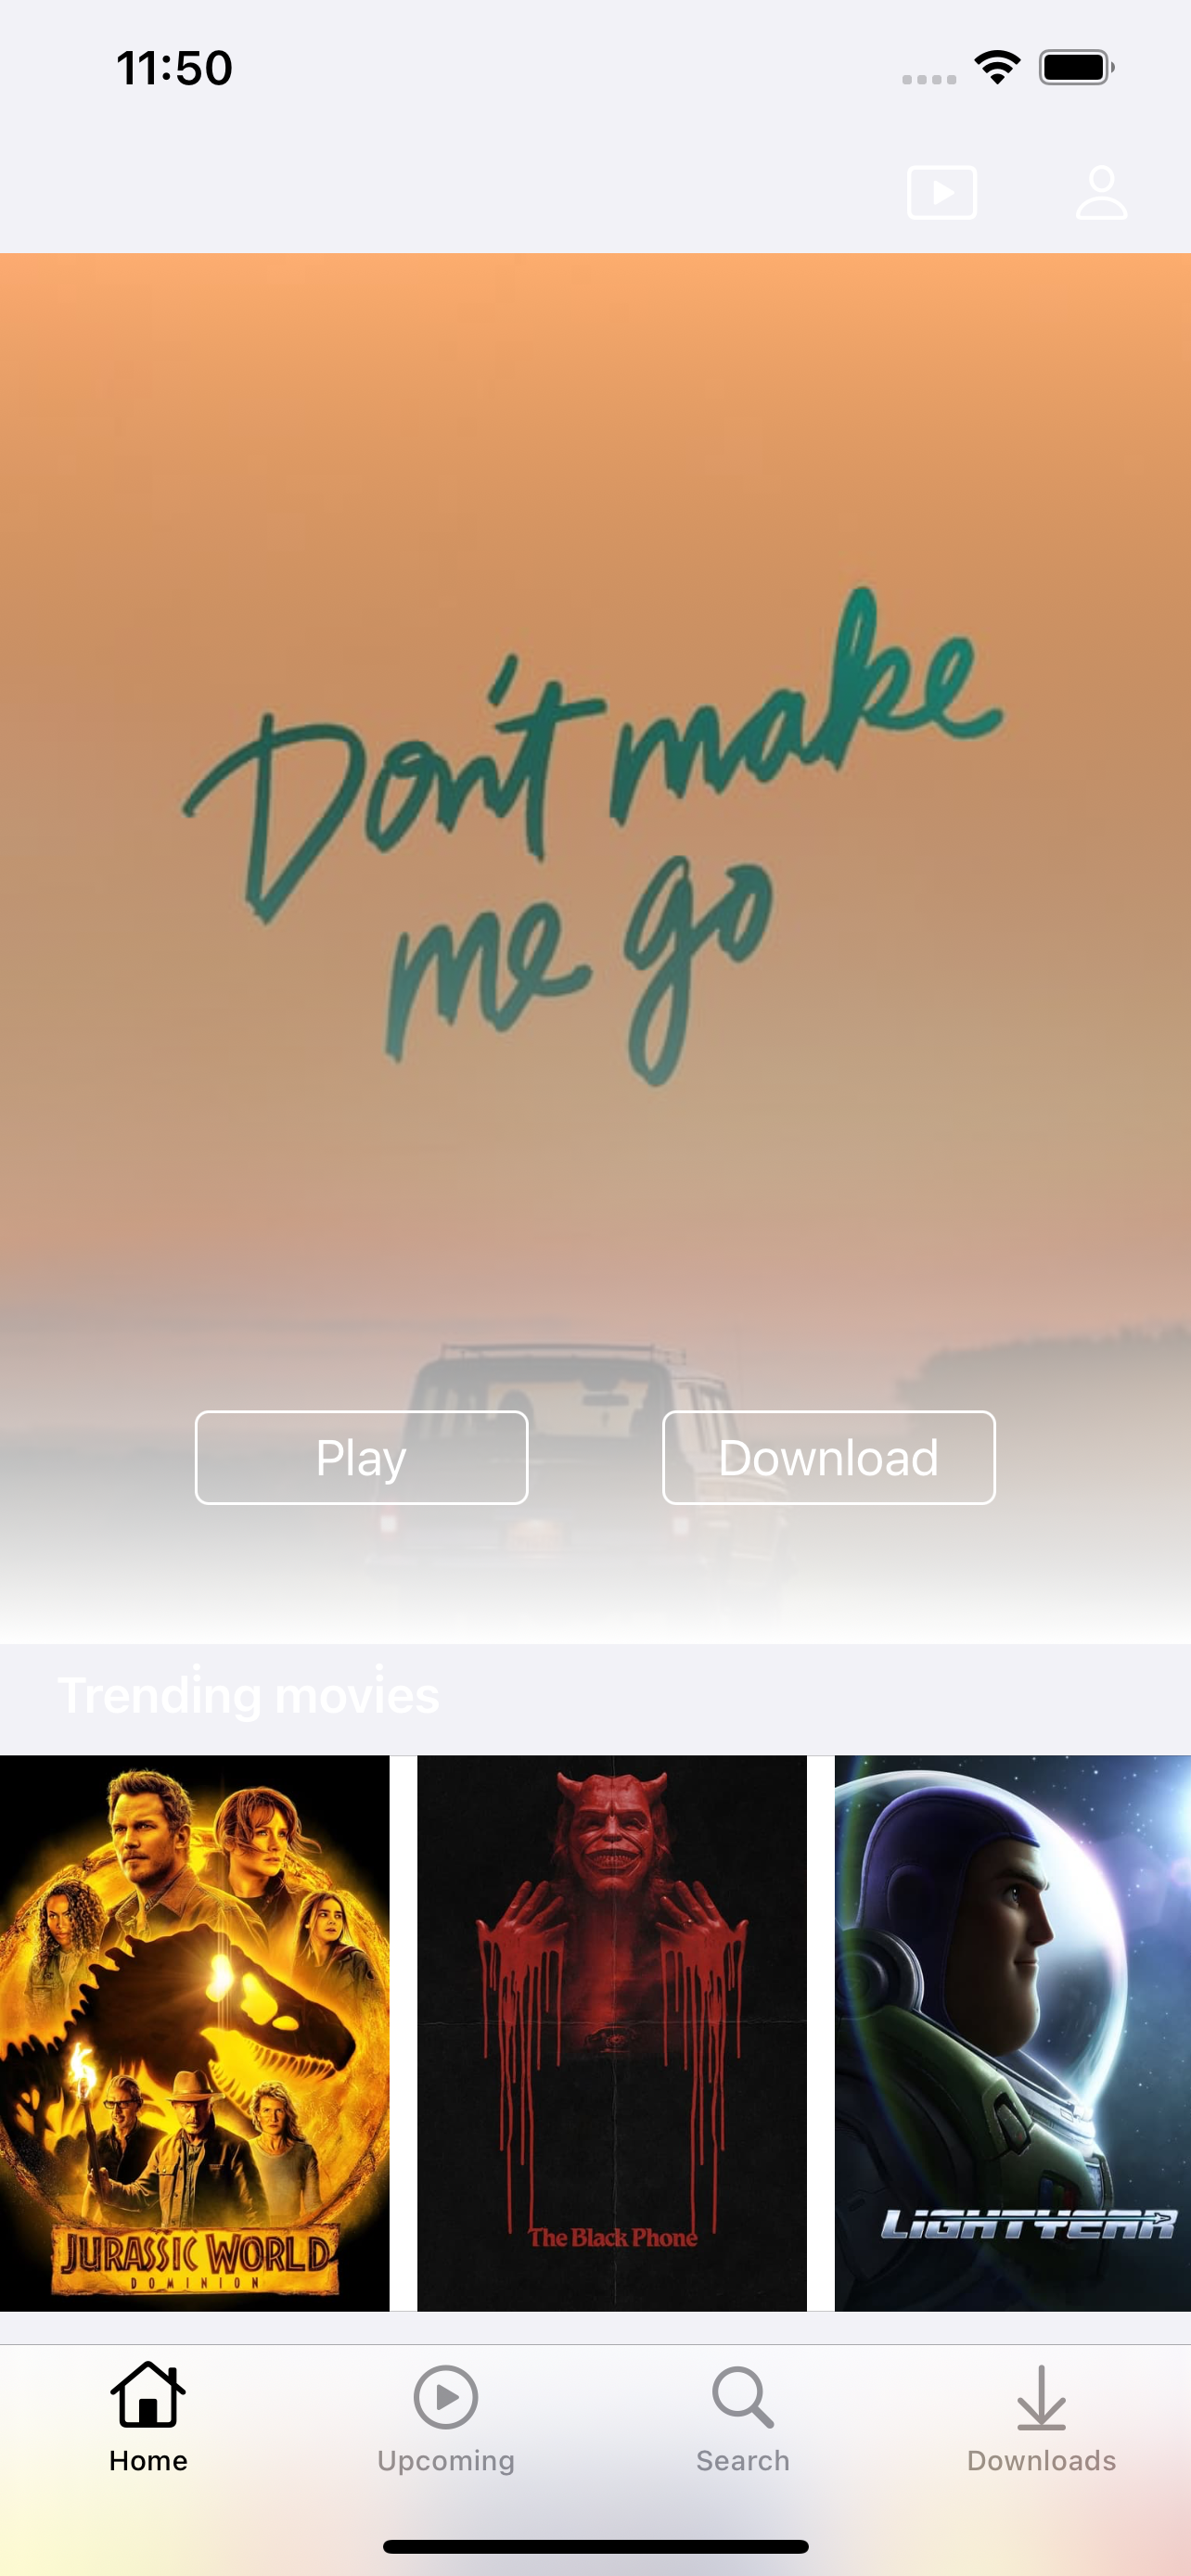 11:50
Don't make
me go
Play
Download
Trending movies
JURASSIC WORLD
DOMINION
The Black Phone
LIGHTYEAR
Home
Upcoming
Search
Downloads